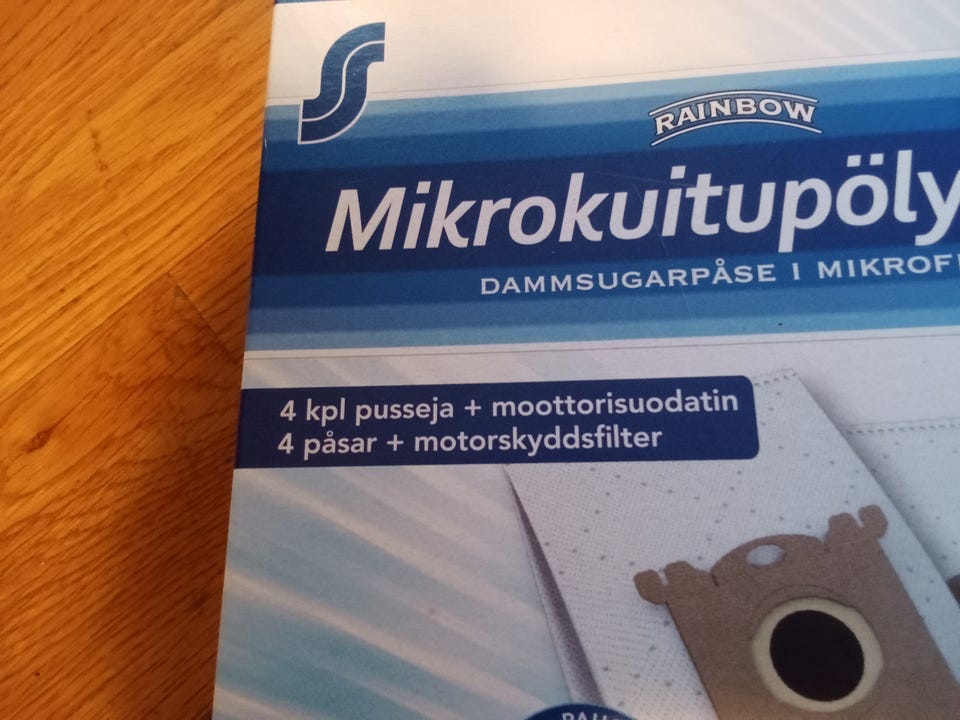 RAINBOW
Mikrokuitupöly
DAMMSUGARPÅSE I MIKROF
4 kpl pusseja + moottorisuodatin
4 påsar + motorskyddsfilter